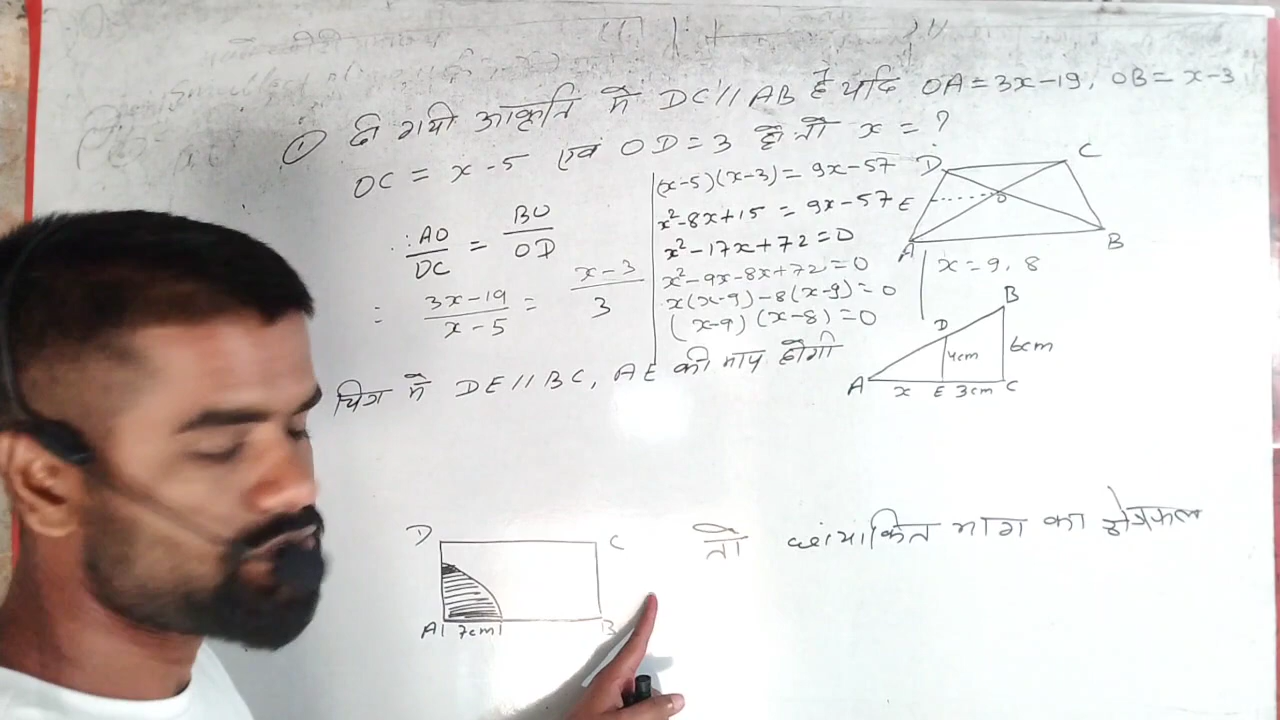 ① दी गयी आकृति में DC // AB है यदि OA = 3x-19, OB = x-3
OC = x-5 एवं OD = 3 हो तो x = ?
∴ AO/OC = BO/OD
= 3x-19/x-5 = x-3/3
(x-5)(x-3) = 9x-57
x²-8x+15 = 9x-57
x²-17x+72=0
x²-9x-8x+72=0
x(x-9)-8(x-9)=0
(x-9) (x-8)=0
D C
E O
A B
x=9, 8
B
D
4cm 6cm
A x E 3cm C
चित्र में DE // BC, AE की माप होगी
D C
A 7cm B
तो छायांकित भाग का क्षेत्रफल